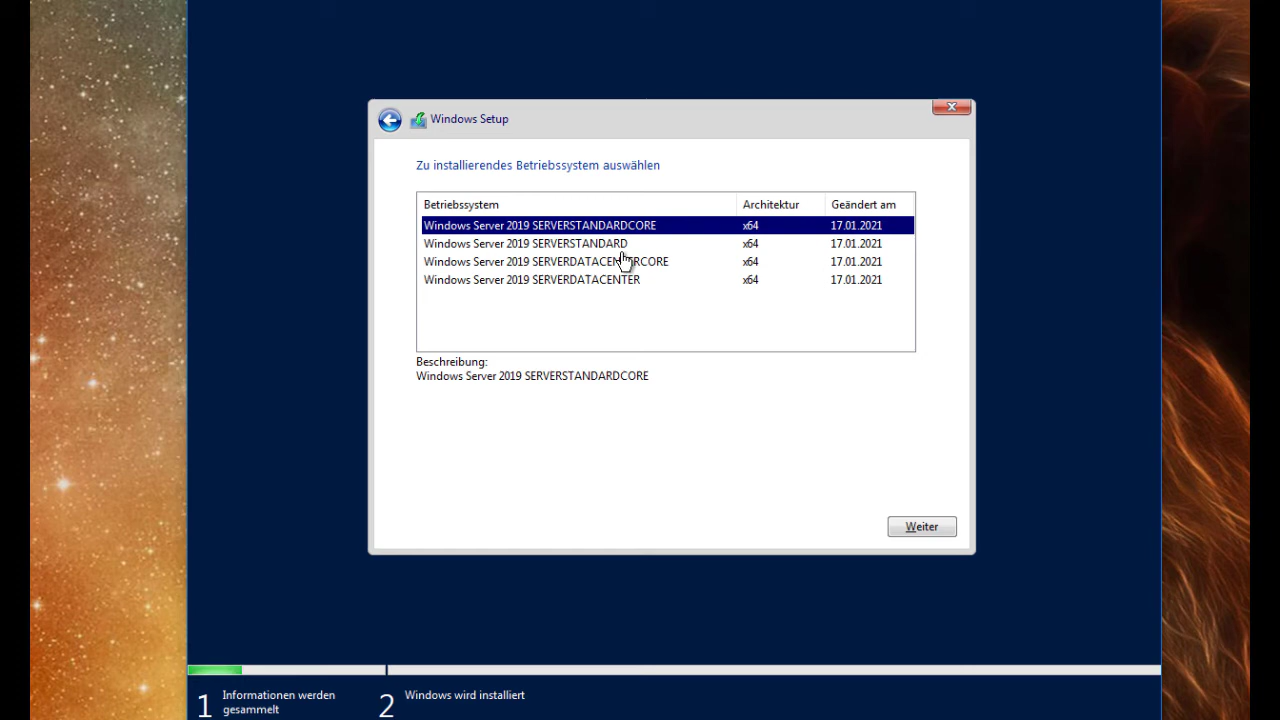 Windows Setup
Zu installierendes Betriebssystem auswählen
Betriebssystem Architektur Geändert am
Windows Server 2019 SERVERSTANDARDCORE x64 17.01.2021
Windows Server 2019 SERVERSTANDARD x64 17.01.2021
Windows Server 2019 SERVERDATACENTERCORE x64 17.01.2021
Windows Server 2019 SERVERDATACENTER x64 17.01.2021
Beschreibung:
Windows Server 2019 SERVERSTANDARDCORE
Weiter
1 Informationen werden
gesammelt
2 Windows wird installiert